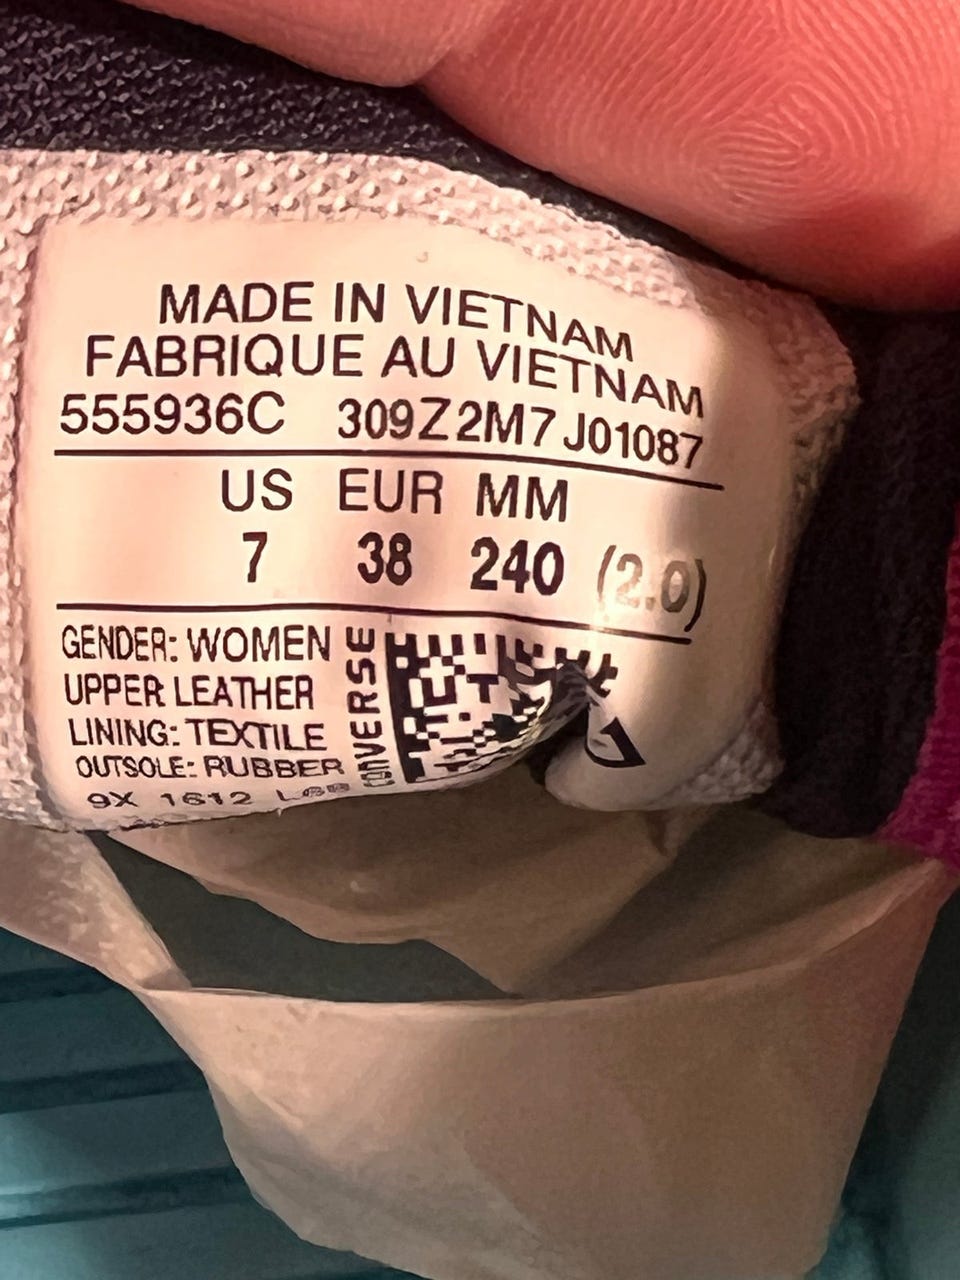 MADE IN VIETNAM
FABRIQUE AU VIETNAM
555936C 309Z2M7 J01087
US EUR MM
7 38 240 (2.0)
GENDER: WOMEN
UPPER LEATHER
LINING: TEXTILE
OUTSOLE: RUBBER
9X 1612
CONVERSE